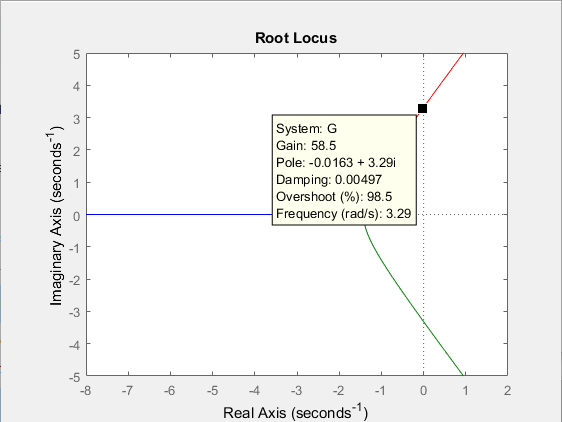 Root Locus
5
4
3
2
1
0
-1
-2
-3
-4
-5
Imaginary Axis (seconds⁻¹)
System: G
Gain: 58.5
Pole: -0.0163 + 3.29i
Damping: 0.00497
Overshoot (%): 98.5
Frequency (rad/s): 3.29
-8 -7 -6 -5 -4 -3 -2 -1 0 1 2
Real Axis (seconds⁻¹)